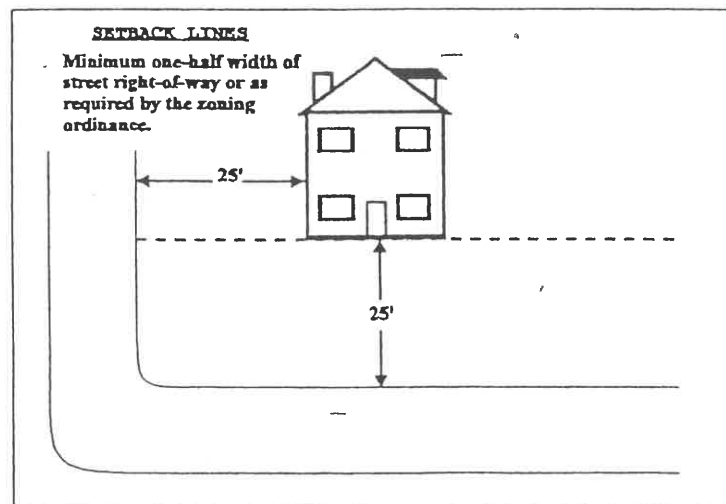 SETBACK LINES
Minimum one-half width of
street right-of-way or as
required by the zoning
ordinance.
25'
25'